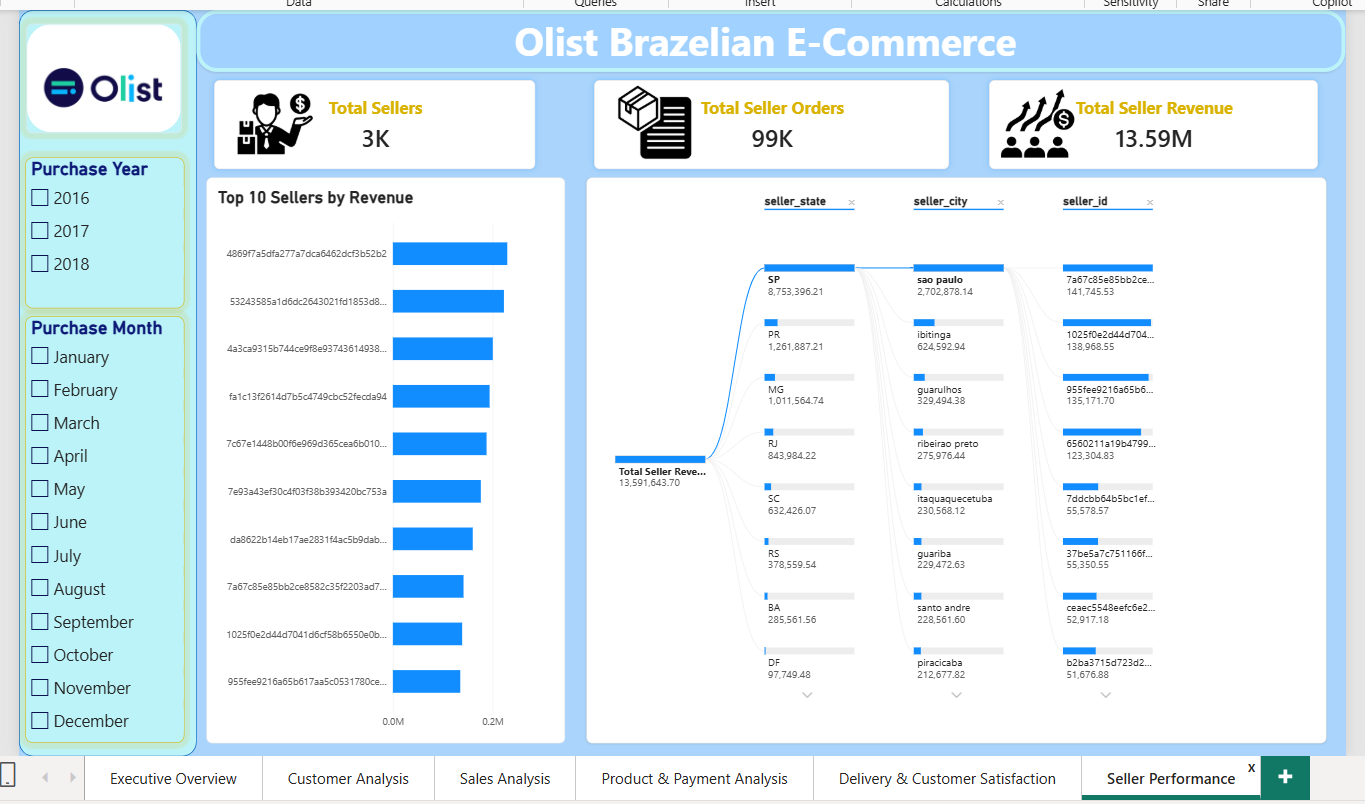 Data Queries Insert Calculations Sensitivity Share Copilot
Olist
Olist Brazelian E-Commerce
Total Sellers
3K
Total Seller Orders
99K
Total Seller Revenue
13.59M
Purchase Year
2016
2017
2018
Purchase Month
January
February
March
April
May
June
July
August
September
October
November
December
Top 10 Sellers by Revenue
4869f7a5dfa277a7dca6462dcf3b52b2
53243585a1d6dc2643021fd1853d8...
4a3ca9315b744ce9f8e93743614938...
fa1c13f2614d7b5c4749cbc52fecda94
7c67e1448b00f6e969d365cea6b010...
7e93a43ef30c4f03f38b393420bc753a
da8622b14eb17ae2831f4ac5b9dab...
7a67c85e85bb2ce8582c35f2203ad7...
1025f0e2d44d7041d6cf58b6550e0b...
955fee9216a65b617aa5c0531780ce...
0.0M 0.2M
seller_state
seller_city
seller_id
Total Seller Reve...
13,591,643.70
SP
8,753,396.21
PR
1,261,887.21
MG
1,011,564.74
RJ
843,984.22
SC
632,426.07
RS
378,559.54
BA
285,561.56
DF
97,749.48
sao paulo
2,702,878.14
ibitinga
624,592.94
guarulhos
329,494.38
ribeirao preto
275,976.44
itaquaquecetuba
230,568.12
guariba
229,472.63
santo andre
228,561.60
piracicaba
212,677.82
7a67c85e85bb2ce...
141,745.53
1025f0e2d44d704...
138,968.55
955fee9216a65b6...
135,171.70
6560211a19b4799...
123,304.83
7ddcbb64b5bc1ef...
55,578.57
37be5a7c751166f...
55,350.55
ceaec5548eefc6e2...
52,917.18
b2ba3715d723d2...
51,676.88
Executive Overview
Customer Analysis
Sales Analysis
Product & Payment Analysis
Delivery & Customer Satisfaction
Seller Performance
x
+